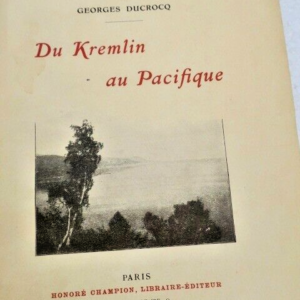 GEORGES DUCROCQ
Du Kremlin
au Pacifique
PARIS
HONORÉ CHAMPION, LIBRAIRE-ÉDITEUR